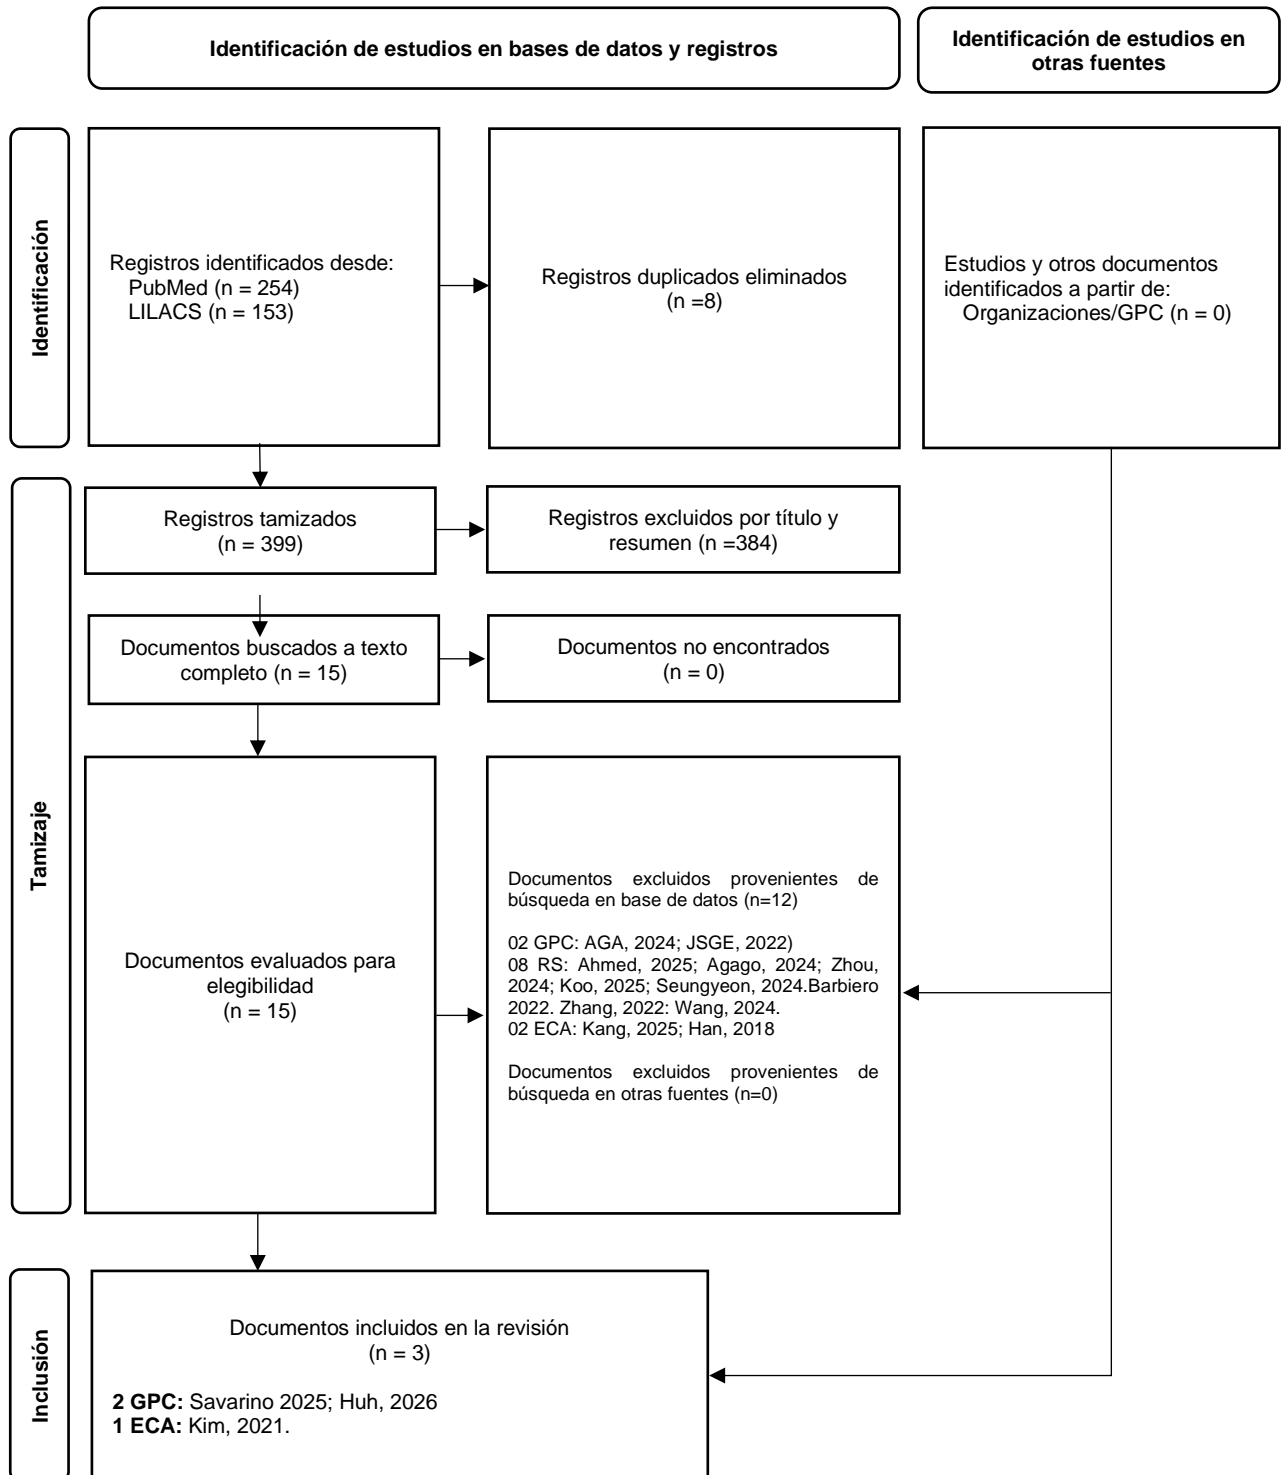 Identificación de estudios en bases de datos y registros
Identificación de estudios en
otras fuentes
Identificación
Registros identificados desde:
PubMed (n = 254)
LILACS (n = 153)
Registros duplicados eliminados
(n =8)
Estudios y otros documentos
identificados a partir de:
Organizaciones/GPC (n = 0)
Tamizaje
Registros tamizados
(n = 399)
Registros excluidos por título y
resumen (n =384)
Documentos buscados a texto
completo (n = 15)
Documentos no encontrados
(n = 0)
Documentos evaluados para
elegibilidad
(n = 15)
Documentos excluidos provenientes de
búsqueda en base de datos (n=12)
02 GPC: AGA, 2024; JSGE, 2022)
08 RS: Ahmed, 2025; Agago, 2024; Zhou,
2024; Koo, 2025; Seungyeon, 2024.Barbiero
2022. Zhang, 2022: Wang, 2024.
02 ECA: Kang, 2025; Han, 2018
Documentos excluidos provenientes de
búsqueda en otras fuentes (n=0)
Inclusión
Documentos incluidos en la revisión
(n = 3)
2 GPC: Savarino 2025; Huh, 2026
1 ECA: Kim, 2021.